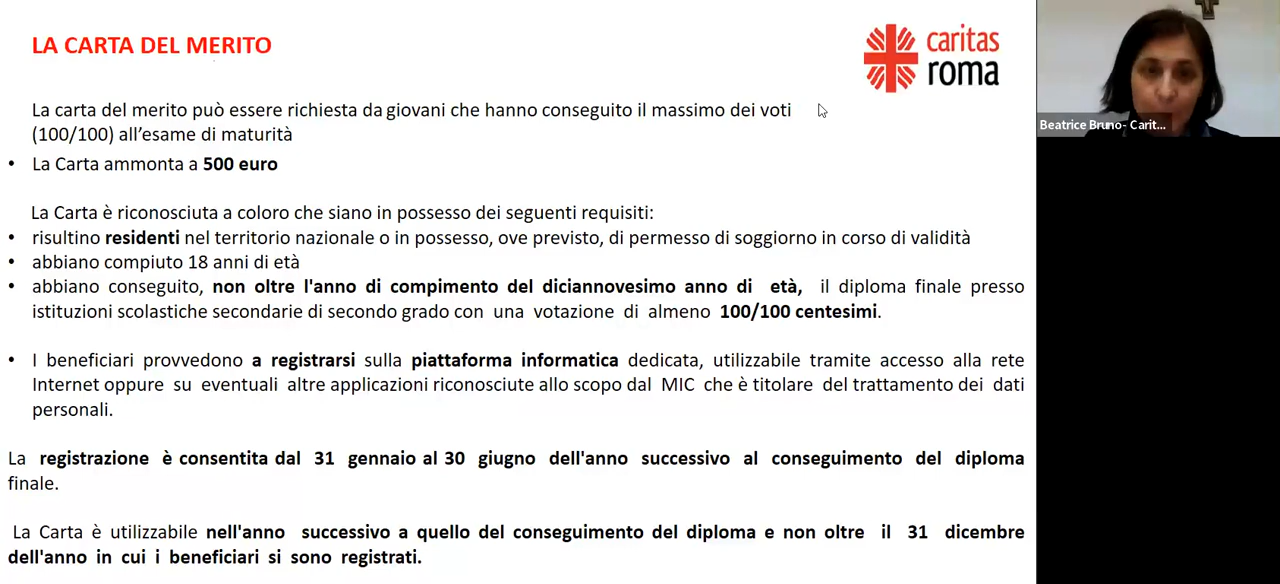 LA CARTA DEL MERITO
caritas
roma
La carta del merito può essere richiesta da giovani che hanno conseguito il massimo dei voti
(100/100) all’esame di maturità
• La Carta ammonta a 500 euro
La Carta è riconosciuta a coloro che siano in possesso dei seguenti requisiti:
• risultino residenti nel territorio nazionale o in possesso, ove previsto, di permesso di soggiorno in corso di validità
• abbiano compiuto 18 anni di età
• abbiano conseguito, non oltre l'anno di compimento del diciannovesimo anno di età, il diploma finale presso
istituzioni scolastiche secondarie di secondo grado con una votazione di almeno 100/100 centesimi.
• I beneficiari provvedono a registrarsi sulla piattaforma informatica dedicata, utilizzabile tramite accesso alla rete
Internet oppure su eventuali altre applicazioni riconosciute allo scopo dal MIC che è titolare del trattamento dei dati
personali.
La registrazione è consentita dal 31 gennaio al 30 giugno dell'anno successivo al conseguimento del diploma
finale.
La Carta è utilizzabile nell'anno successivo a quello del conseguimento del diploma e non oltre il 31 dicembre
dell'anno in cui i beneficiari si sono registrati.
Beatrice Bruno- Carit...